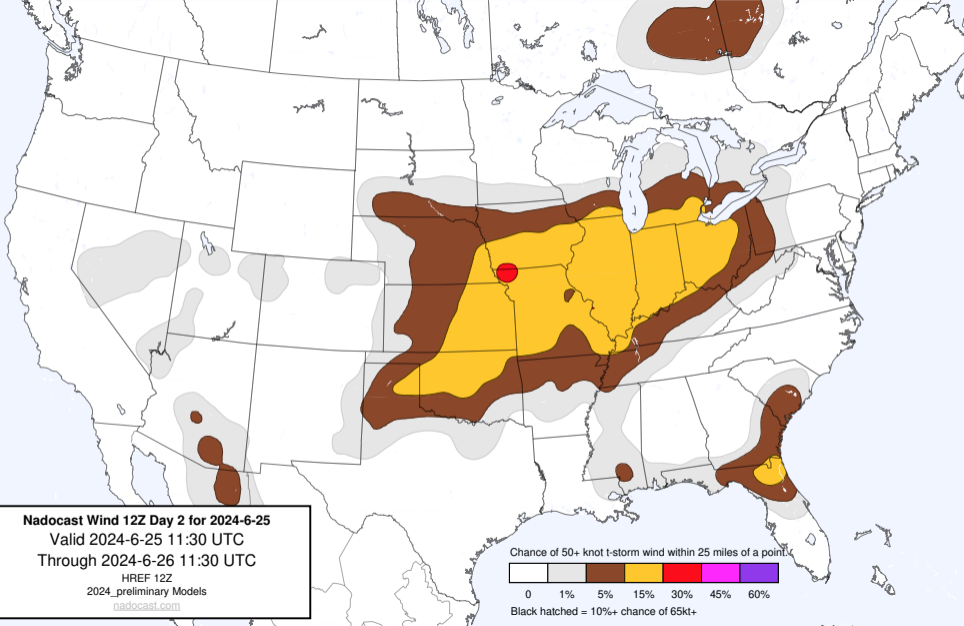 Nadocast Wind 12Z Day 2 for 2024-6-25
Valid 2024-6-25 11:30 UTC
Through 2024-6-26 11:30 UTC
HREF 12Z
2024_preliminary Models
nadocast.com
Chance of 50+ knot t-storm wind within 25 miles of a point.
0 1% 5% 15% 30% 45% 60%
Black hatched = 10%+ chance of 65kt+